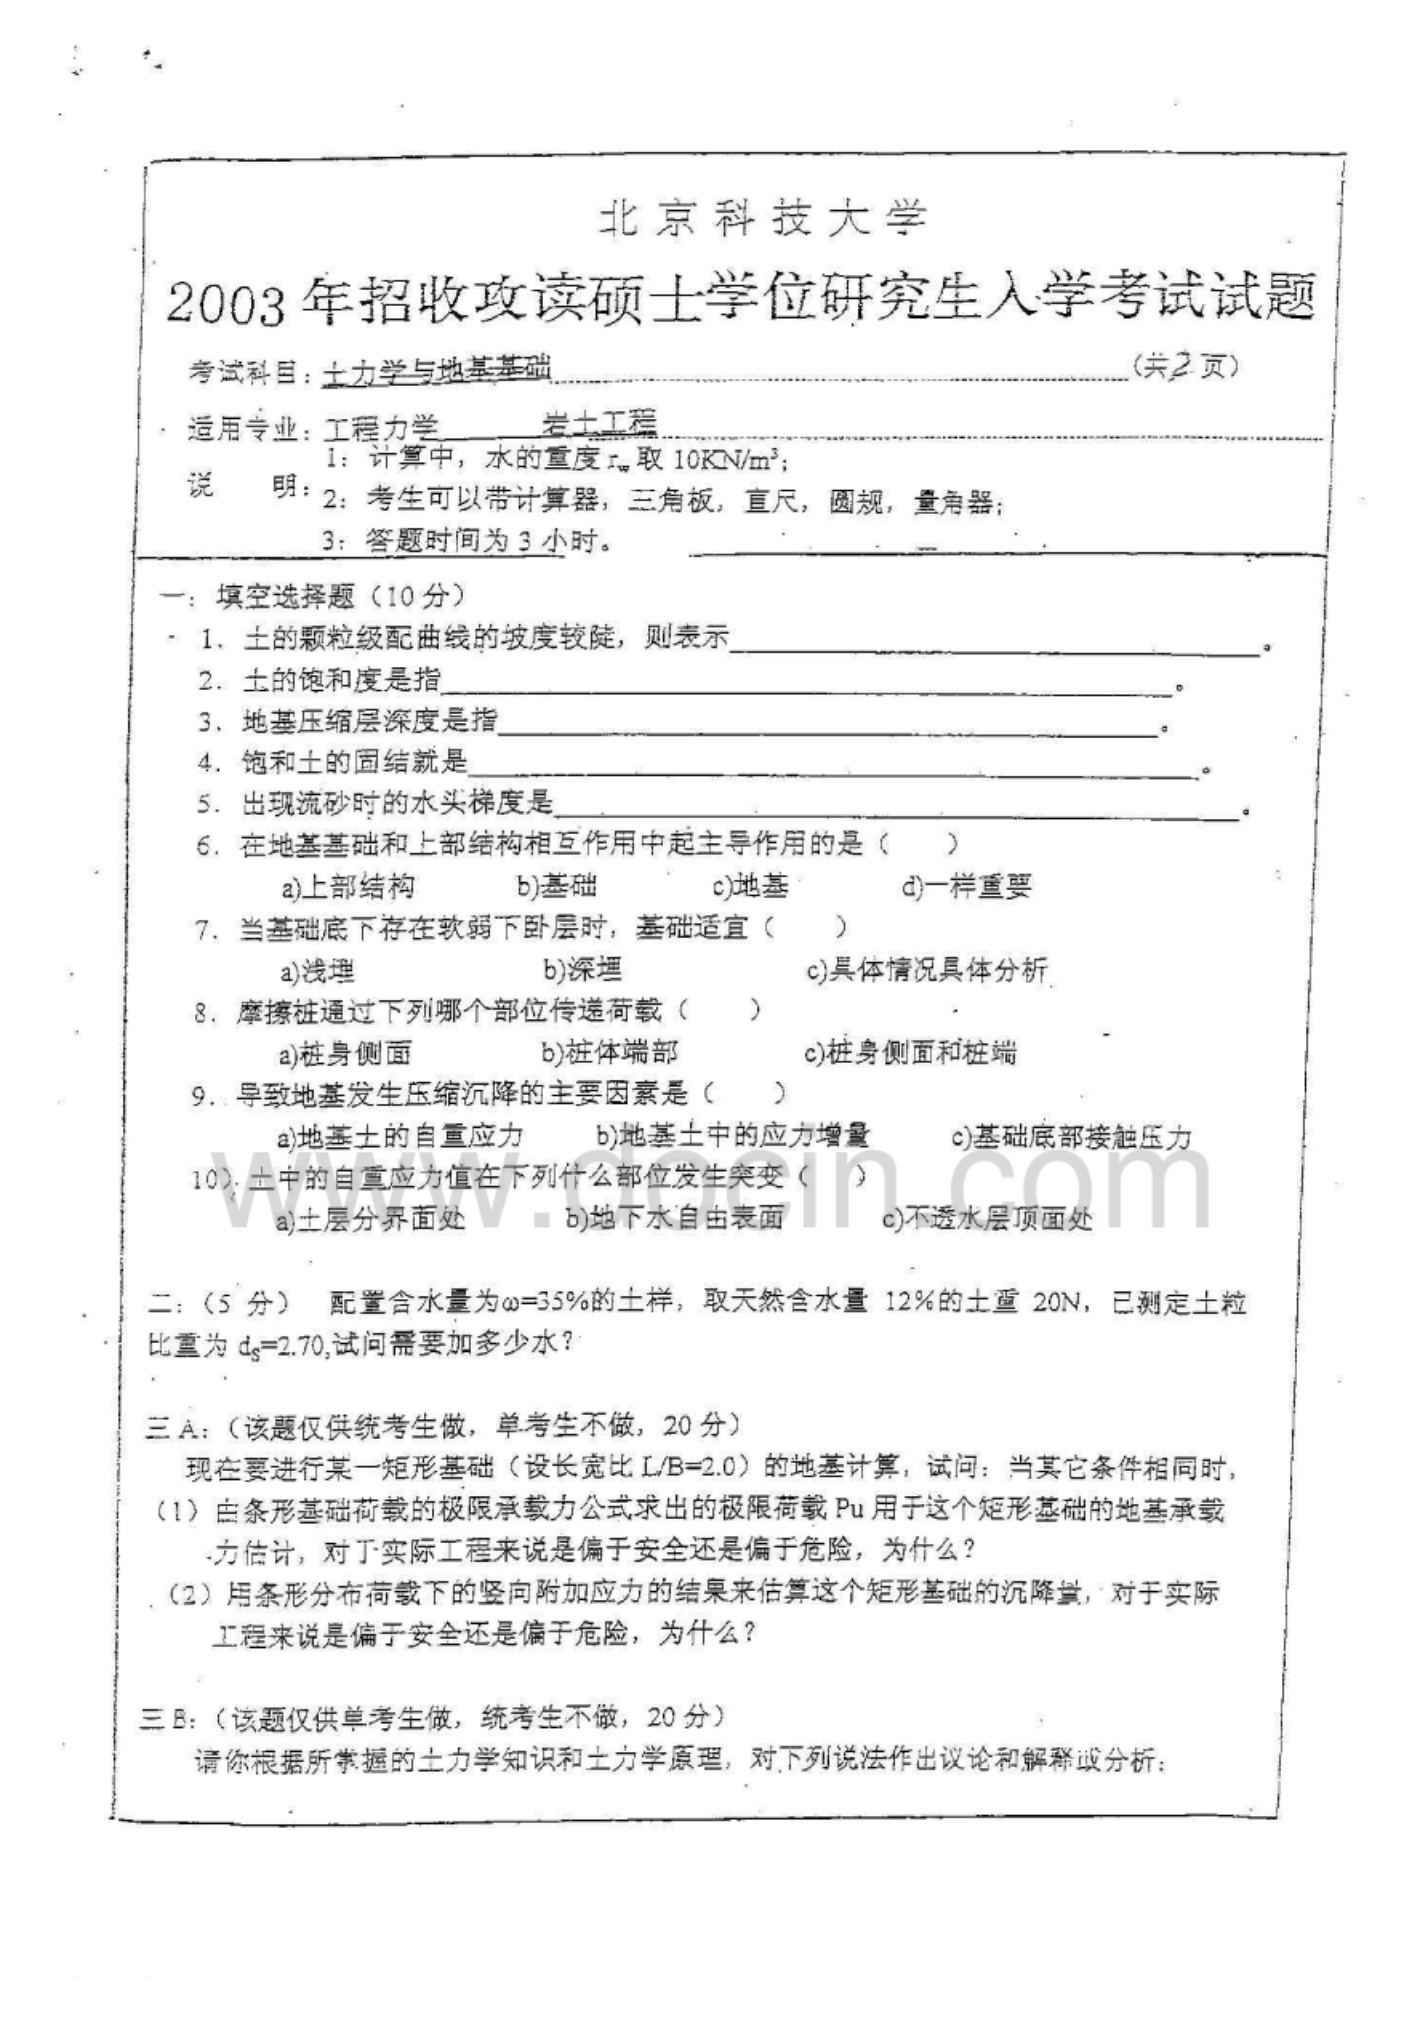 北京科技大学
2003年招收攻读硕士学位研究生入学考试试题
考试科目：土力学与地基基础（共2页）
适用专业：工程力学 岩土工程
说 明：
1：计算中，水的重度rw取10KN/m³；
2：考生可以带计算器，三角板，直尺，圆规，量角器；
3：答题时间为3小时。
一：填空选择题（10分）
1．土的颗粒级配曲线的坡度较陡，则表示____。
2．土的饱和度是指____。
3．地基压缩层深度是指____。
4．饱和土的固结就是____。
5．出现流砂时的水头梯度是____。
6．在地基基础和上部结构相互作用中起主导作用的是（ ）
a)上部结构 b)基础 c)地基 d)一样重要
7．当基础底下存在软弱下卧层时，基础适宜（ ）
a)浅埋 b)深埋 c)具体情况具体分析
8．摩擦桩通过下列哪个部位传递荷载（ ）
a)桩身侧面 b)桩体端部 c)桩身侧面和桩端
9．导致地基发生压缩沉降的主要因素是（ ）
a)地基土的自重应力 b)地基土中的应力增量 c)基础底部接触压力
10）．土中的自重应力值在下列什么部位发生突变（ ）
a)土层分界面处 b)地下水自由表面 c)不透水层顶面处
www.docin.com
二：（5 分） 配置含水量为ω=35%的土样，取天然含水量 12%的土重 20N，已测定土粒
比重为 ds=2.70,试问需要加多少水？
三A：（该题仅供统考生做，单考生不做，20分）
现在要进行某一矩形基础（设长宽比L/B=2.0）的地基计算，试问：当其它条件相同时，
（1）由条形基础荷载的极限承载力公式求出的极限荷载Pu用于这个矩形基础的地基承载
力估计，对于实际工程来说是偏于安全还是偏于危险，为什么？
（2）用条形分布荷载下的竖向附加应力的结果来估算这个矩形基础的沉降量，对于实际
工程来说是偏于安全还是偏于危险，为什么？
三B：（该题仅供单考生做，统考生不做，20分）
请你根据所掌握的土力学知识和土力学原理，对下列说法作出议论和解释或分析：